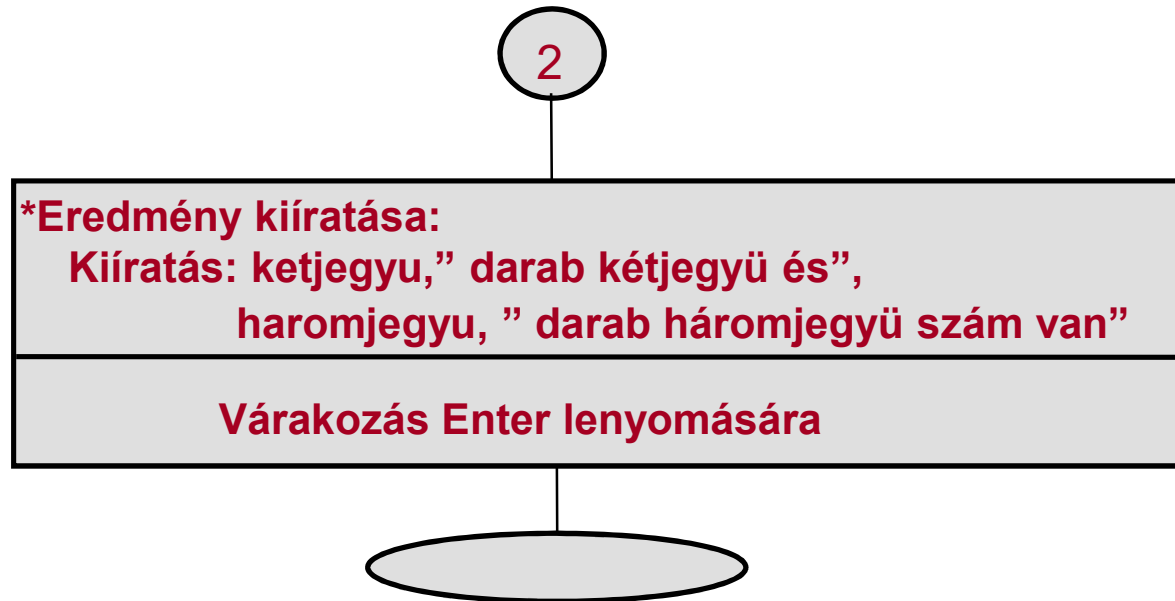 2
*Eredmény kiíratása:
Kiíratás: ketjegyu,” darab kétjegyü és”,
haromjegyu, ” darab háromjegyü szám van”
Várakozás Enter lenyomására